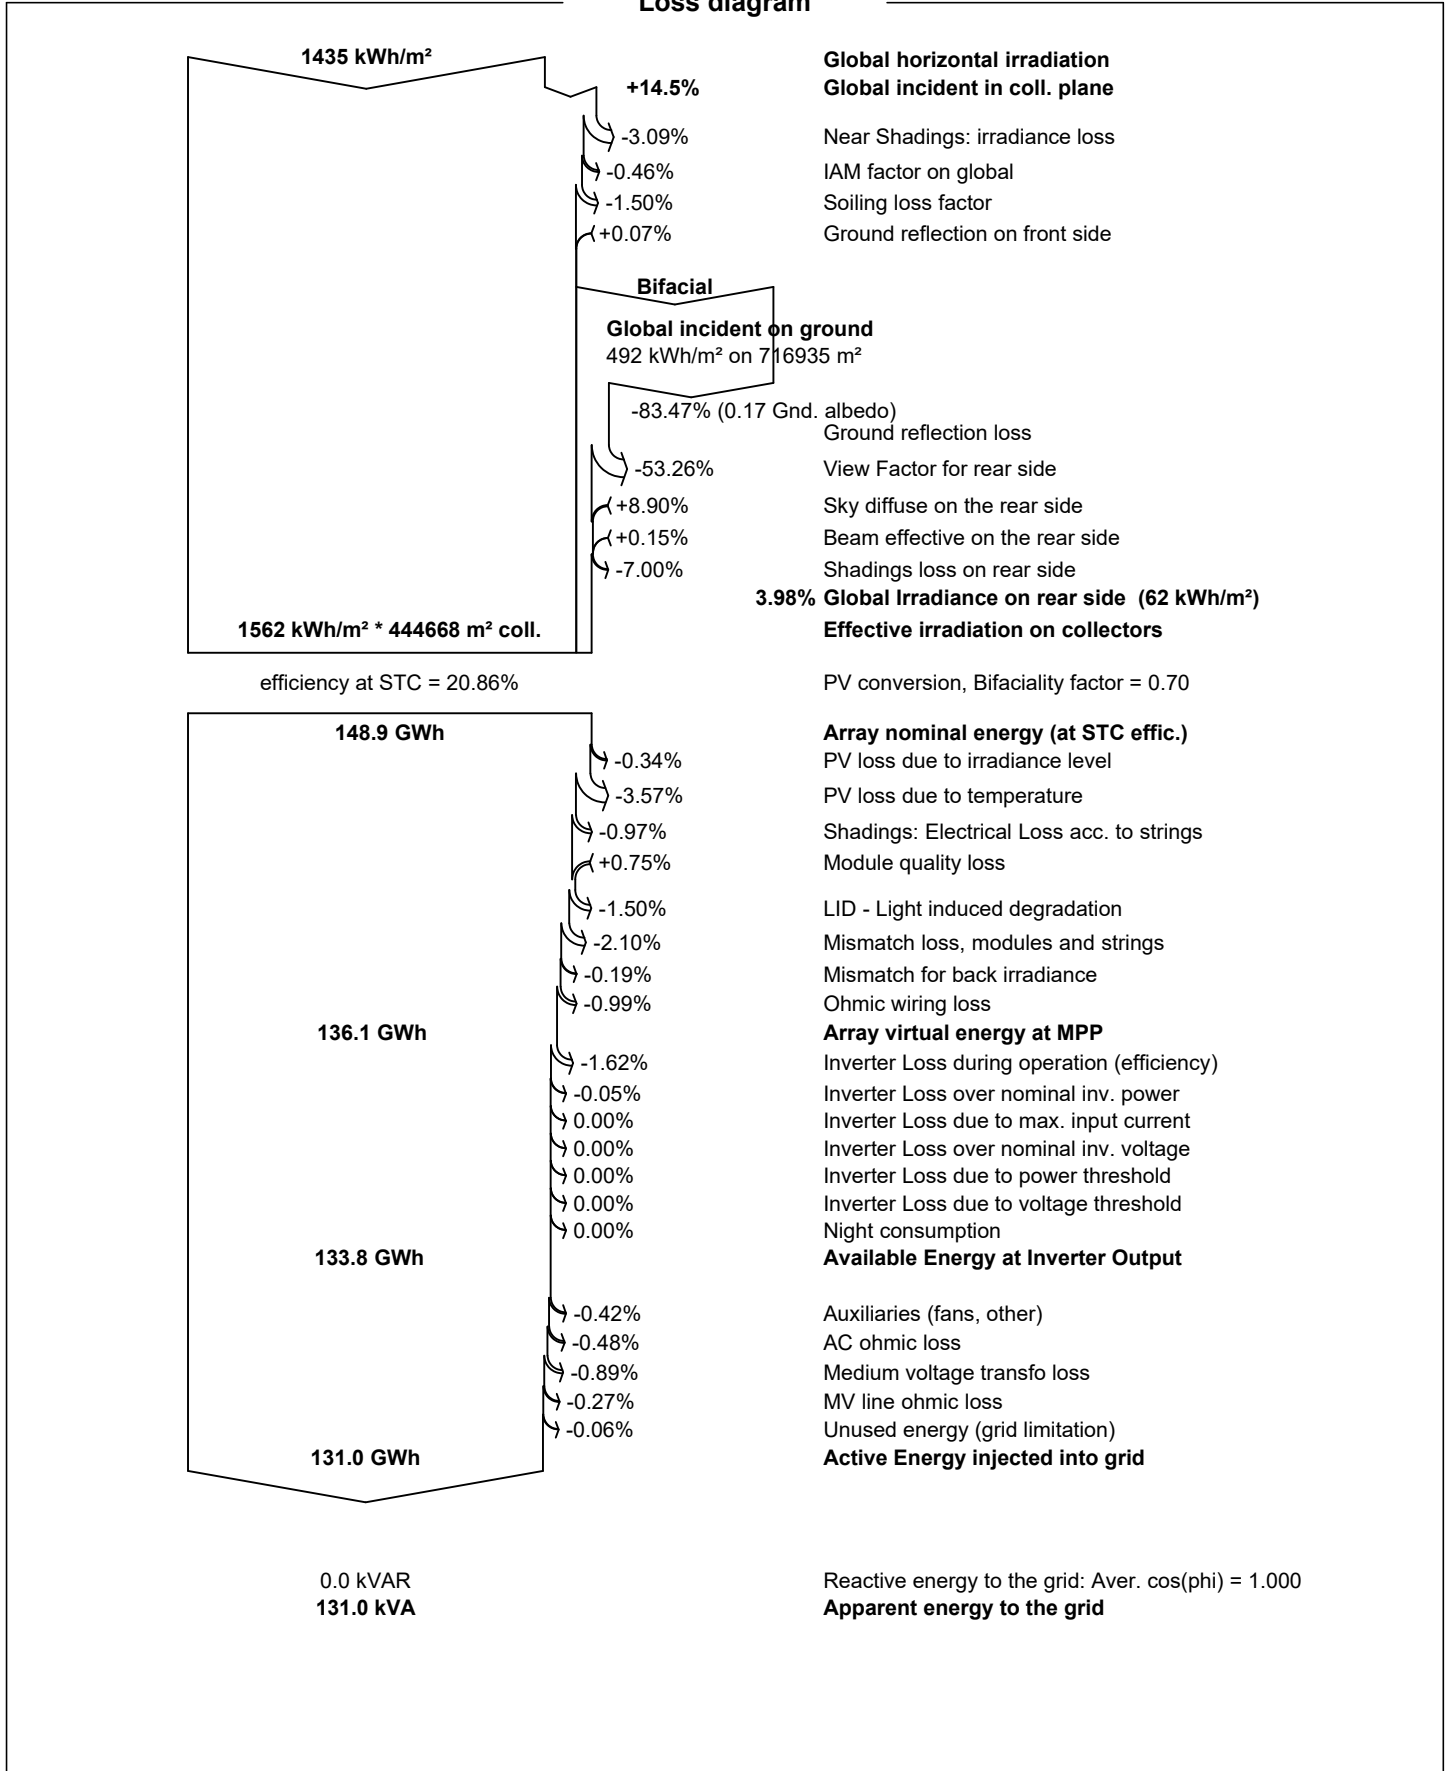 Loss diagram
1435 kWh/m² Global horizontal irradiation
+14.5% Global incident in coll. plane
-3.09% Near Shadings: irradiance loss
-0.46% IAM factor on global
-1.50% Soiling loss factor
+0.07% Ground reflection on front side
Bifacial
Global incident on ground
492 kWh/m² on 716935 m²
-83.47% (0.17 Gnd. albedo)
Ground reflection loss
-53.26% View Factor for rear side
+8.90% Sky diffuse on the rear side
+0.15% Beam effective on the rear side
-7.00% Shadings loss on rear side
3.98% Global Irradiance on rear side (62 kWh/m²)
1562 kWh/m² * 444668 m² coll. Effective irradiation on collectors
efficiency at STC = 20.86% PV conversion, Bifaciality factor = 0.70
148.9 GWh Array nominal energy (at STC effic.)
-0.34% PV loss due to irradiance level
-3.57% PV loss due to temperature
-0.97% Shadings: Electrical Loss acc. to strings
+0.75% Module quality loss
-1.50% LID - Light induced degradation
-2.10% Mismatch loss, modules and strings
-0.19% Mismatch for back irradiance
-0.99% Ohmic wiring loss
136.1 GWh Array virtual energy at MPP
-1.62% Inverter Loss during operation (efficiency)
-0.05% Inverter Loss over nominal inv. power
0.00% Inverter Loss due to max. input current
0.00% Inverter Loss over nominal inv. voltage
0.00% Inverter Loss due to power threshold
0.00% Inverter Loss due to voltage threshold
0.00% Night consumption
133.8 GWh Available Energy at Inverter Output
-0.42% Auxiliaries (fans, other)
-0.48% AC ohmic loss
-0.89% Medium voltage transfo loss
-0.27% MV line ohmic loss
-0.06% Unused energy (grid limitation)
131.0 GWh Active Energy injected into grid
0.0 kVAR Reactive energy to the grid: Aver. cos(phi) = 1.000
131.0 kVA Apparent energy to the grid